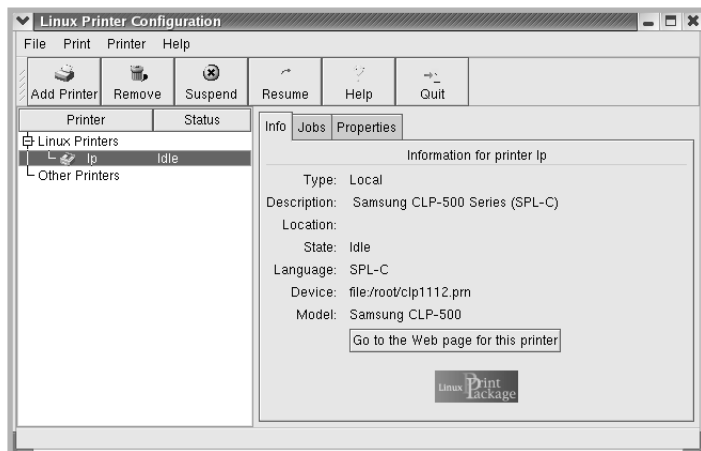 Linux Printer Configuration
File Print Printer Help
Add Printer Remove Suspend Resume Help Quit
Printer Status
Linux Printers
lp Idle
Other Printers
Info Jobs Properties
Information for printer lp
Type: Local
Description: Samsung CLP-500 Series (SPL-C)
Location:
State: Idle
Language: SPL-C
Device: file:/root/clp1112.prn
Model: Samsung CLP-500
Go to the Web page for this printer
Linux Print Package